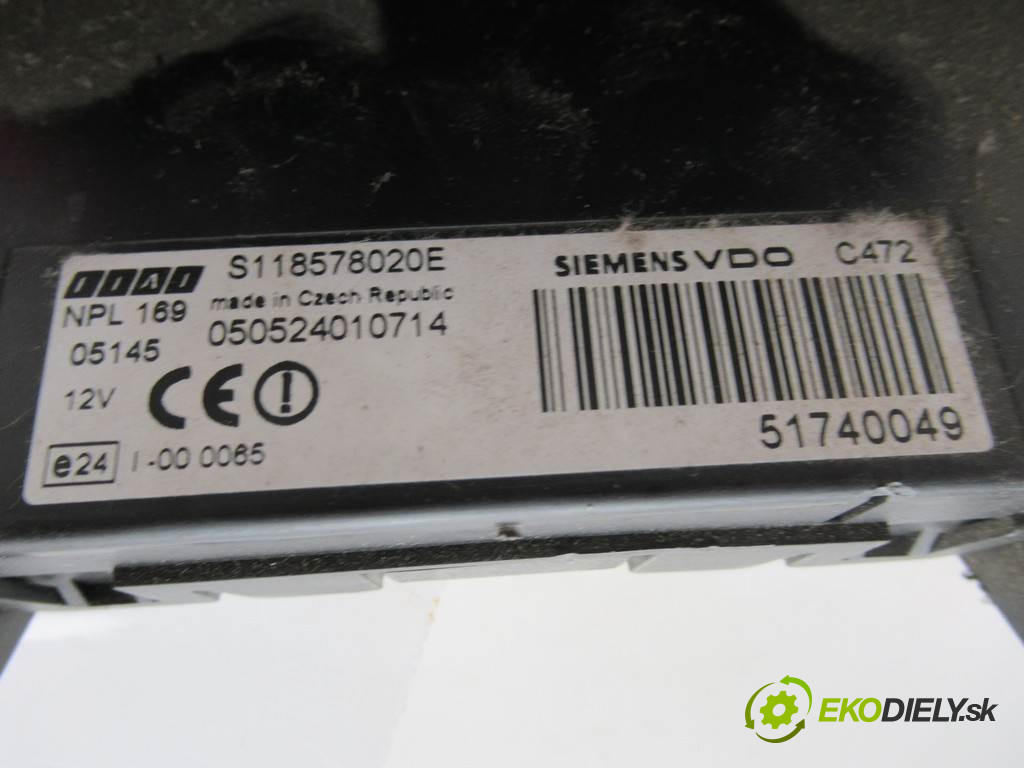 FIAT S118578020E SIEMENS VDO C472
NPL 169 made in Czech Republic
05145 050524010714
12V CE
e24 I-00 0065 51740049
EKODIELY.sk